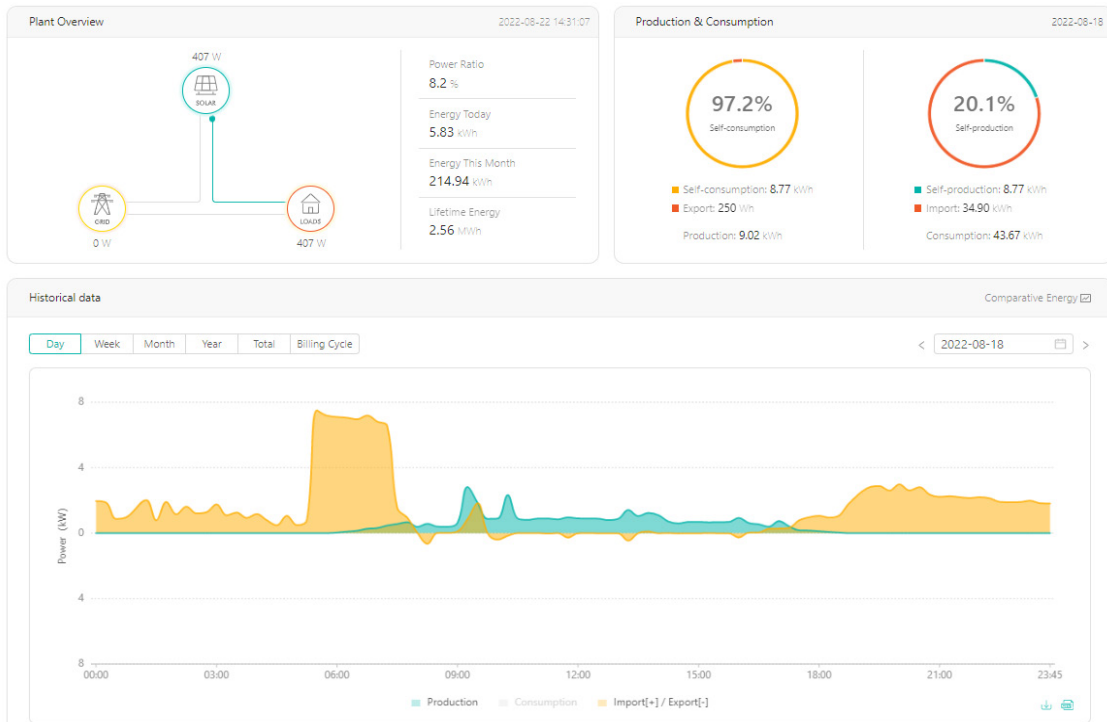 Plant Overview
2022-08-22 14:31:07
407 W
SOLAR
GRID
0 W
LOADS
407 W
Power Ratio
8.2 %
Energy Today
5.83 kWh
Energy This Month
214.94 kWh
Lifetime Energy
2.56 MWh
Production & Consumption
2022-08-18
97.2%
Self-consumption
Self-consumption: 8.77 kWh
Export: 250 Wh
Production: 9.02 kWh
20.1%
Self-production
Self-production: 8.77 kWh
Import: 34.90 kWh
Consumption: 43.67 kWh
Historical data
Comparative Energy
Day Week Month Year Total Billing Cycle
< 2022-08-18 >
Power (kW)
8
4
0
4
8
00:00 03:00 06:00 09:00 12:00 15:00 18:00 21:00 23:45
Production Consumption Import[+] / Export[-]